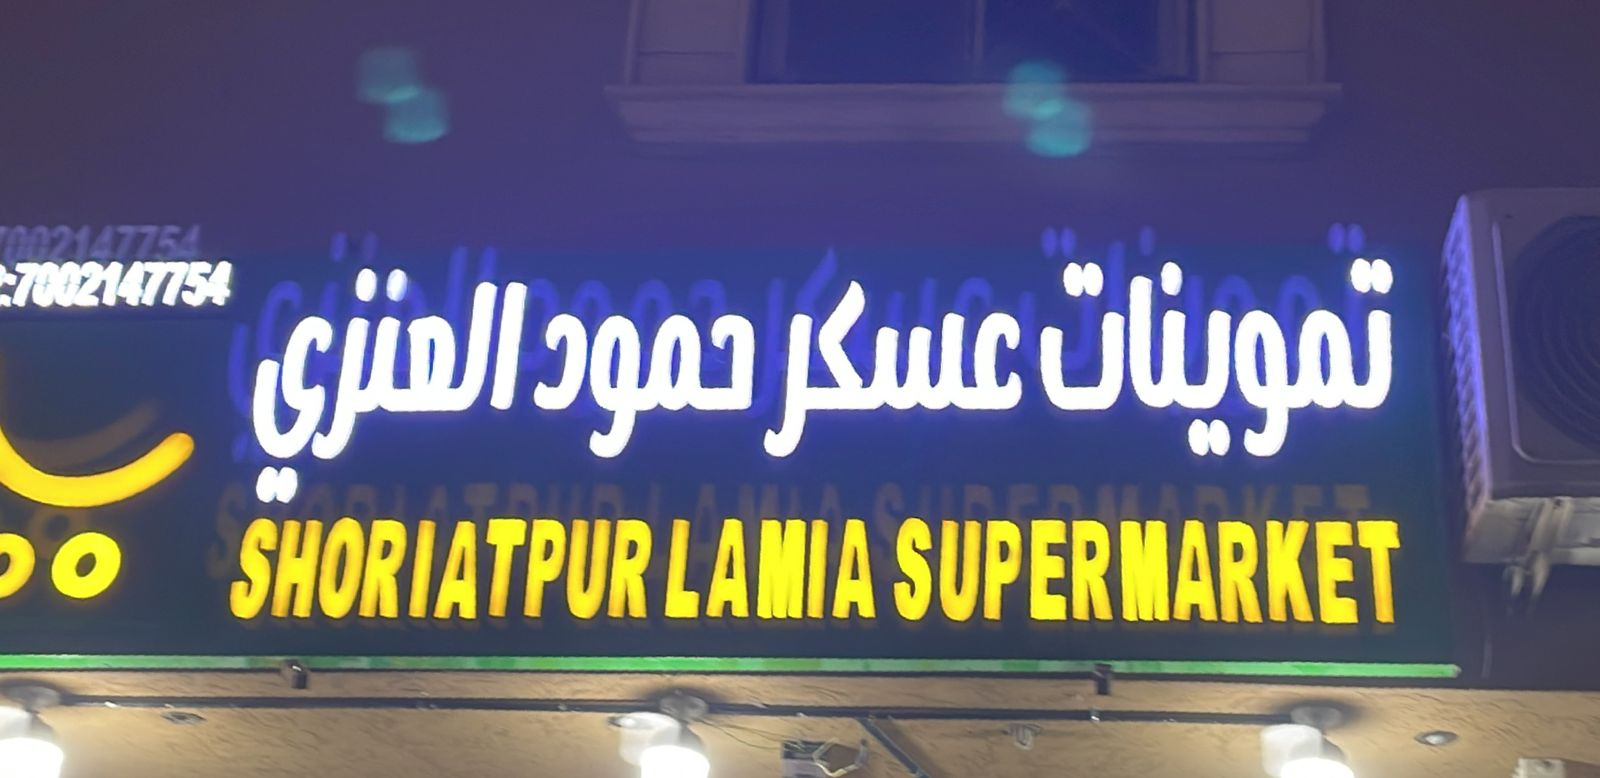 :7002147754
تموينات عسكر حمود العنزي
SHORIATPUR LAMIA SUPERMARKET